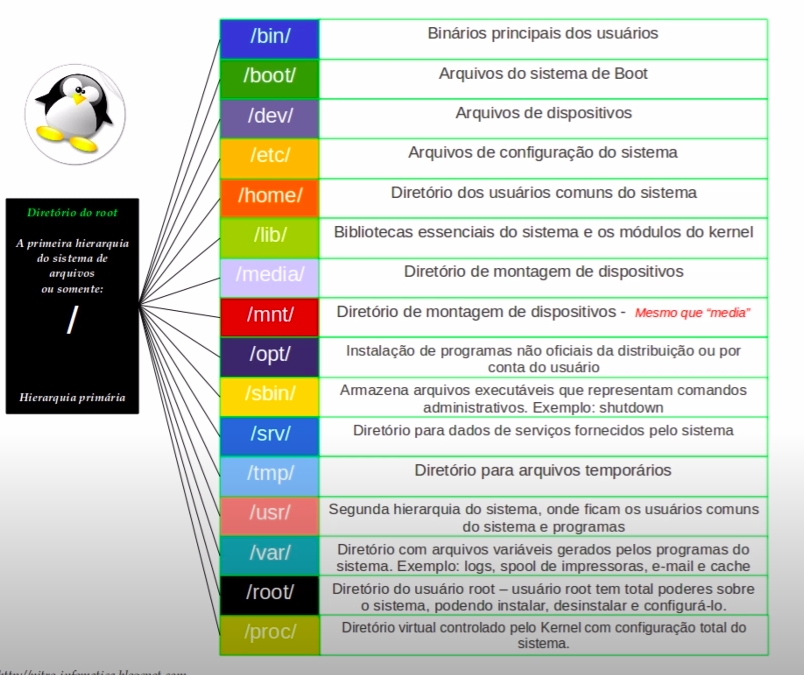 Diretório do root
A primeira hierarquia
do sistema de
arquivos
ou somente:
/
Hierarquia primária
/bin/
Binários principais dos usuários
/boot/
Arquivos do sistema de Boot
/dev/
Arquivos de dispositivos
/etc/
Arquivos de configuração do sistema
/home/
Diretório dos usuários comuns do sistema
/lib/
Bibliotecas essenciais do sistema e os módulos do kernel
/media/
Diretório de montagem de dispositivos
/mnt/
Diretório de montagem de dispositivos - Mesmo que “media”
/opt/
Instalação de programas não oficiais da distribuição ou por
conta do usuário
/sbin/
Armazena arquivos executáveis que representam comandos
administrativos. Exemplo: shutdown
/srv/
Diretório para dados de serviços fornecidos pelo sistema
/tmp/
Diretório para arquivos temporários
/usr/
Segunda hierarquia do sistema, onde ficam os usuários comuns
do sistema e programas
/var/
Diretório com arquivos variáveis gerados pelos programas do
sistema. Exemplo: logs, spool de impressoras, e-mail e cache
/root/
Diretório do usuário root – usuário root tem total poderes sobre
o sistema, podendo instalar, desinstalar e configurá-lo.
/proc/
Diretório virtual controlado pelo Kernel com configuração total do
sistema.